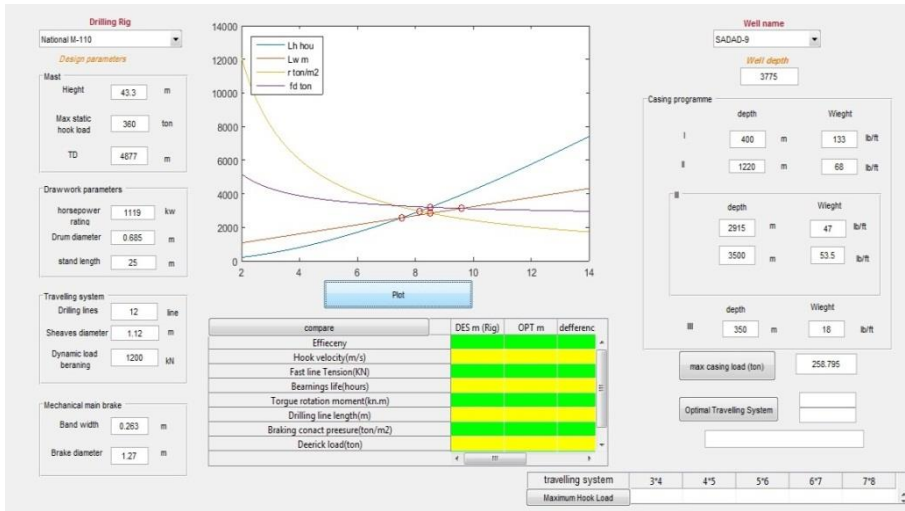 Drilling Rig
National M-110
Design parameters
Mast
Hieght 43.3 m
Max static hook load 360 ton
TD 4877 m
Drawwork parameters
horsepower rating 1119 kw
Drum diameter 0.685 m
stand length 25 m
Travelling system
Drilling lines 12 line
Sheaves diameter 1.12 m
Dynamic load beraning 1200 kN
Mechanical main brake
Band width 0.263 m
Brake diameter 1.27 m
14000
12000
10000
8000
6000
4000
2000
0
2 4 6 8 10 12 14
Lh hou
Lw m
r ton/m2
fd ton
Plot
compare DES m (Rig) OPT m defferenc
Effieceny
Hook velocity(m/s)
Fast line Tension(KN)
Bearnings life(hours)
Torgue rotation moment(kn.m)
Drilling line length(m)
Braking conact preesure(ton/m2)
Deerick load(ton)
Well name
SADAD-9
Well depth
3775
Casing programme
depth Wieght
I 400 m 133 lb/ft
II 1220 m 68 lb/ft
III
depth Wieght
2915 m 47 lb/ft
3500 m 53.5 lb/ft
depth Wieght
IIII 350 m 18 lb/ft
max casing load (ton) 258.795
Optimal Travelling System
travelling system 3*4 4*5 5*6 6*7 7*8
Maximum Hook Load